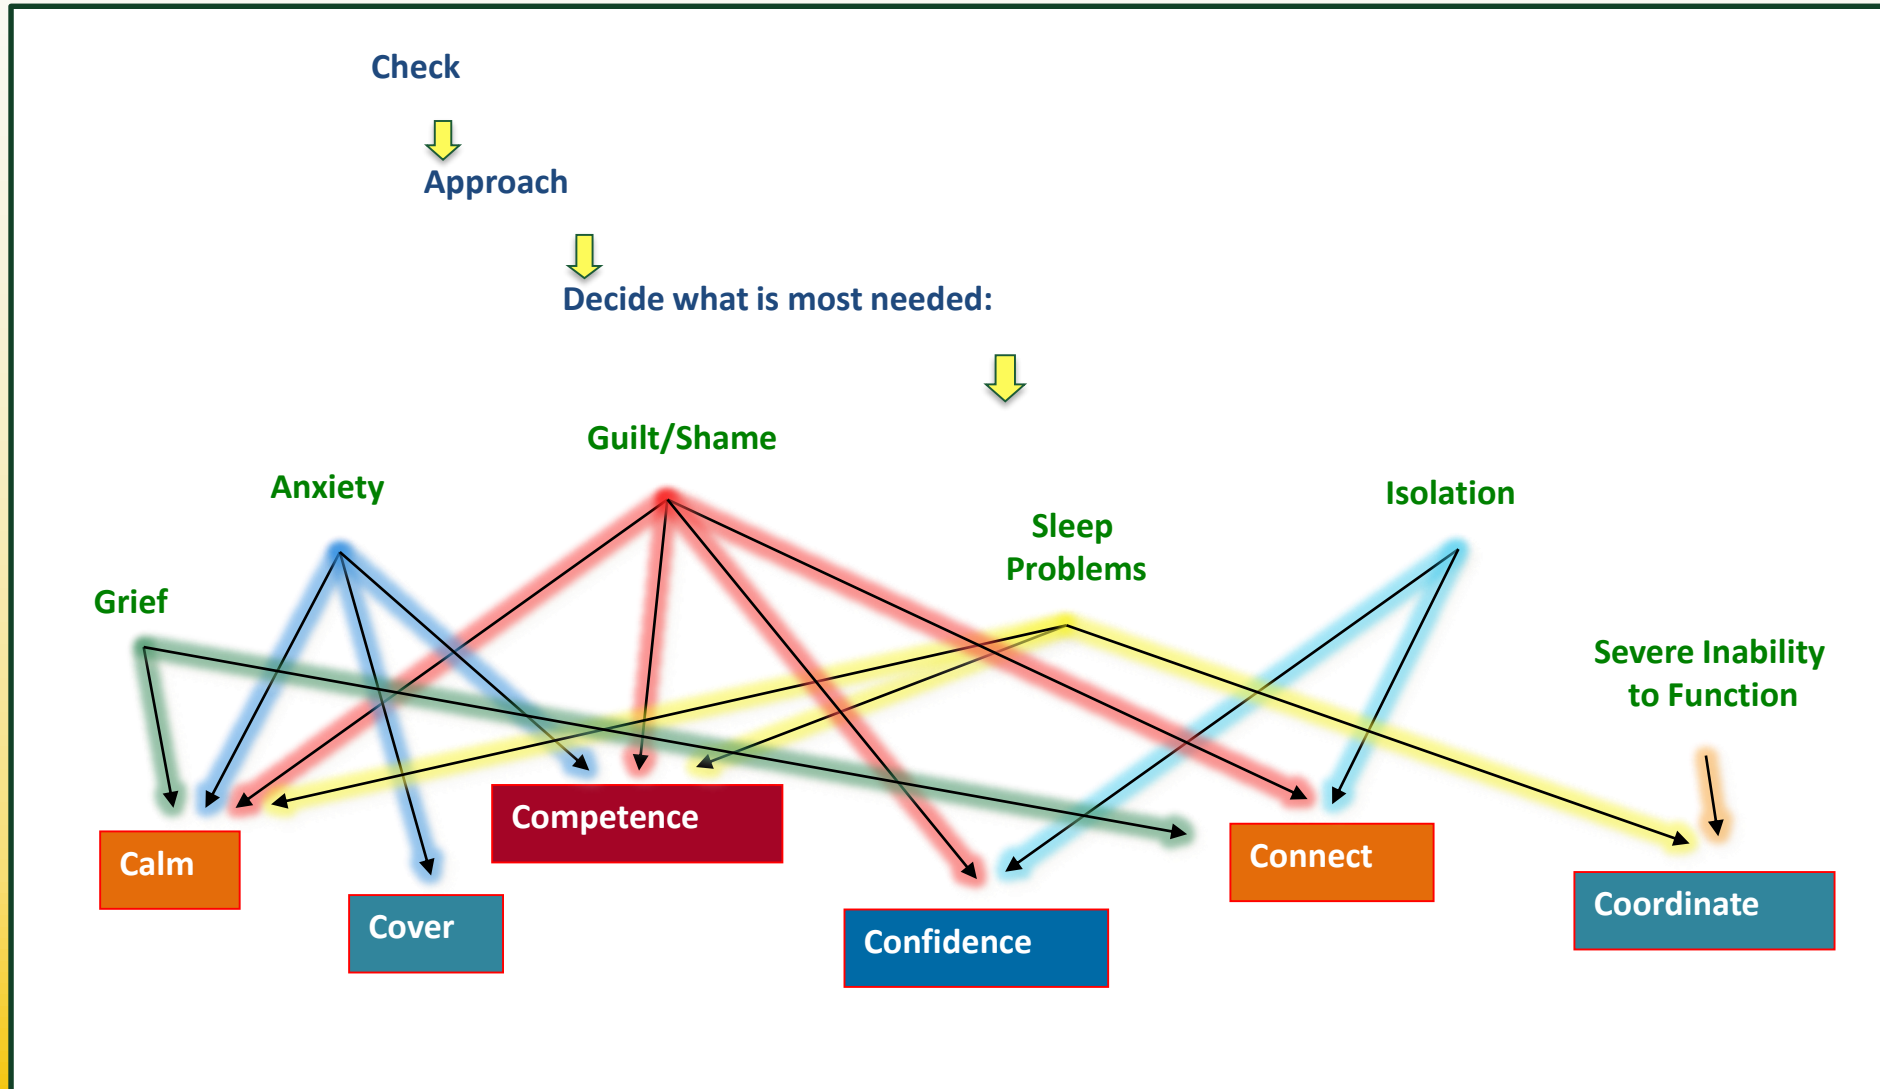 Check
Approach
Decide what is most needed:
Guilt/Shame
Anxiety
Isolation
Sleep
Problems
Grief
Severe Inability
to Function
Competence
Calm
Connect
Cover
Coordinate
Confidence